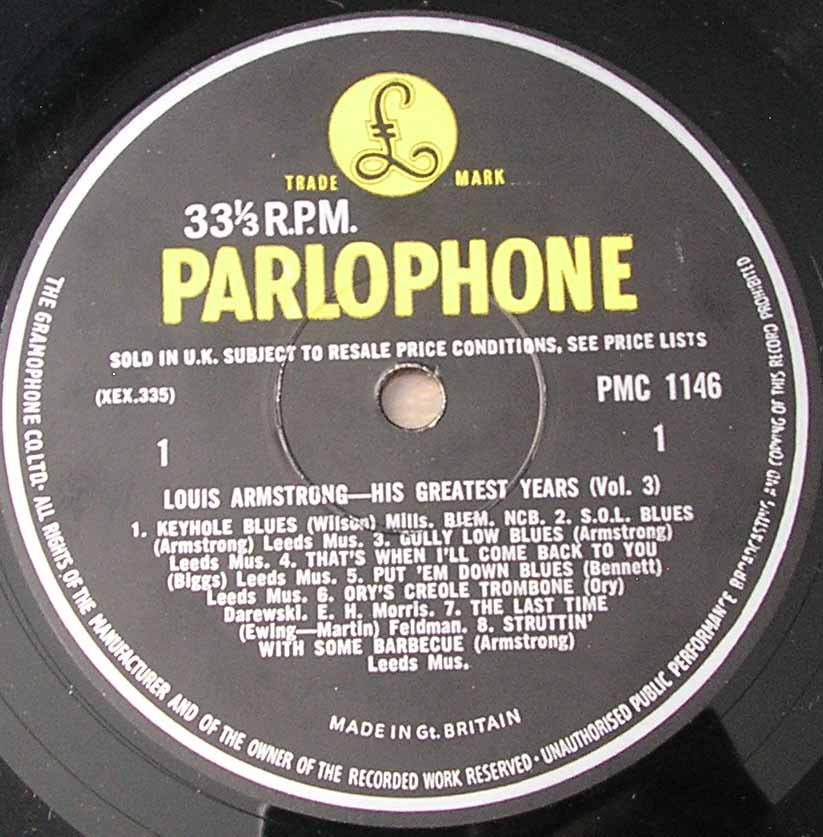 £
TRADE MARK
33⅓ R.P.M.
PARLOPHONE
SOLD IN U.K. SUBJECT TO RESALE PRICE CONDITIONS, SEE PRICE LISTS
(XEX.335) PMC 1146
1 1
LOUIS ARMSTRONG—HIS GREATEST YEARS (Vol. 3)
1. KEYHOLE BLUES (Wilson) Mills. BIEM. NCB. 2. S.O.L. BLUES
(Armstrong) Leeds Mus. 3. GULLY LOW BLUES (Armstrong)
Leeds Mus. 4. THAT'S WHEN I'LL COME BACK TO YOU
(Biggs) Leeds Mus. 5. PUT 'EM DOWN BLUES (Bennett)
Leeds Mus. 6. ORY'S CREOLE TROMBONE (Ory)
Darewski. E. H. Morris. 7. THE LAST TIME
(Ewing—Martin) Feldman. 8. STRUTTIN'
WITH SOME BARBECUE (Armstrong)
Leeds Mus.
MADE IN Gt. BRITAIN
THE GRAMOPHONE CO. LTD· ALL RIGHTS OF THE MANUFACTURER AND OF THE OWNER OF THE RECORDED WORK RESERVED· UNAUTHORISED PUBLIC PERFORMANCE BROADCASTING AND COPYING OF THIS RECORD PROHIBITED